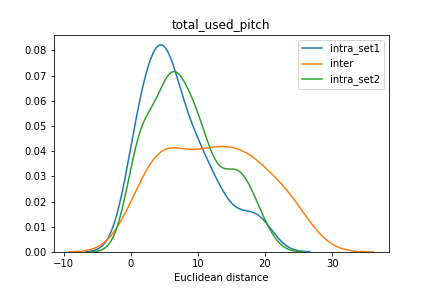 total_used_pitch
intra_set1
inter
intra_set2
0.08
0.07
0.06
0.05
0.04
0.03
0.02
0.01
0.00
−10 0 10 20 30
Euclidean distance